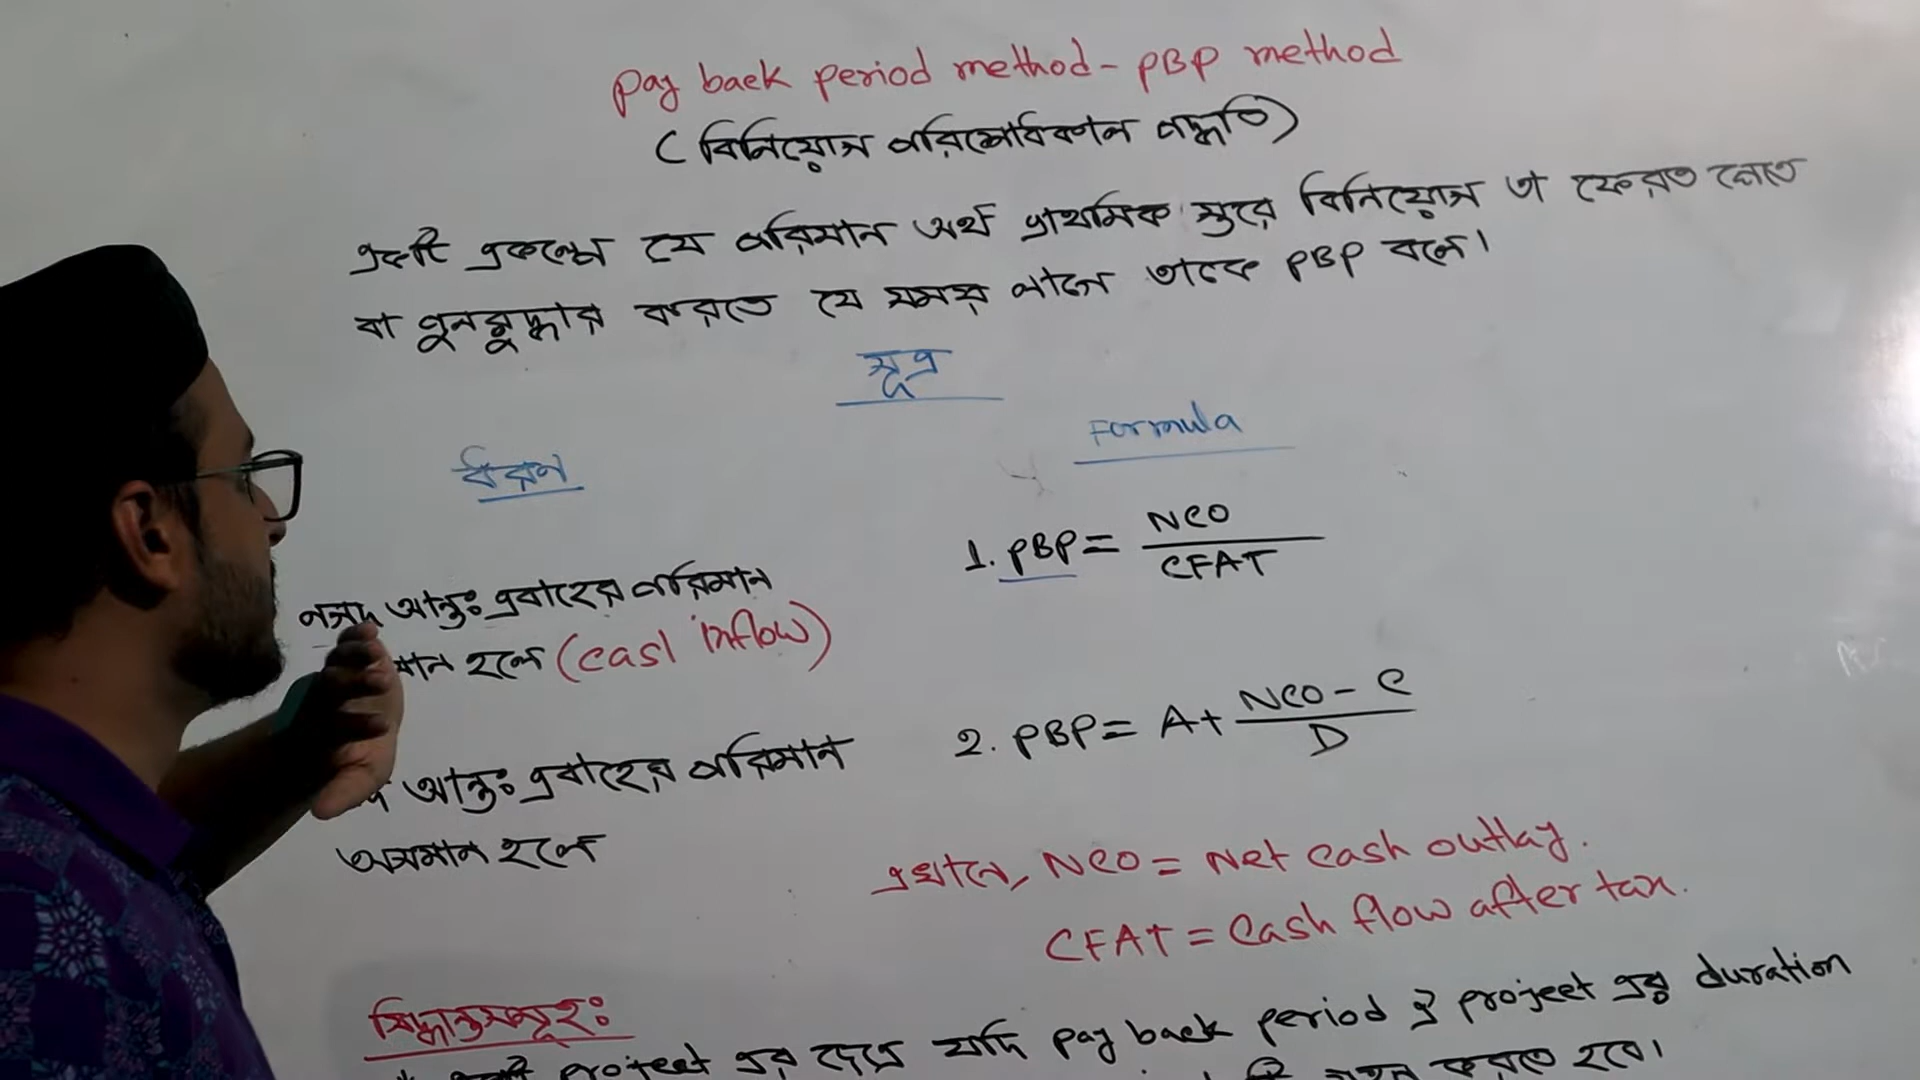 Pay back period method - PBP method
(বিনিয়োগ পরিশোধকাল পদ্ধতি)
একটি প্রকল্পে যে পরিমান অর্থ প্রাথমিক স্তরে বিনিয়োগ তা ফেরত পেতে
বা পুনরুদ্ধার করতে যে সময় লাগে তাকে PBP বলে।
সূত্র
Formula
1. PBP = NCO / CFAT
নগদ আন্তঃ প্রবাহের পরিমান
মান হলে (cash inflow)
2. PBP = A + NCO - C / D
আন্তঃ প্রবাহের পরিমান
অসমান হলে
এখানে, NCO = Net cash outlay.
CFAT = Cash flow after tax.
সিদ্ধান্তসমূহঃ
project এর ক্ষেত্রে যদি pay back period ঐ project এর duration
করতে হবে।